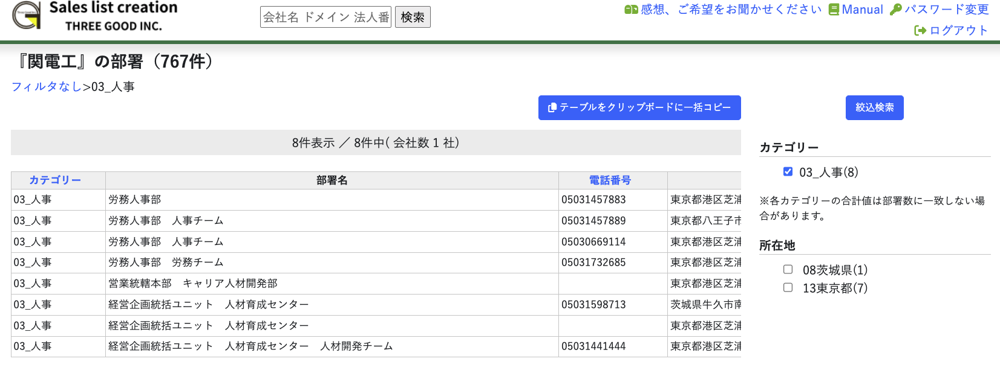 Three Good Inc.
Sales list creation
THREE GOOD INC.
会社名 ドメイン 法人番
検索
感想、ご希望をお聞かせください Manual パスワード変更
ログアウト
『関電工』の部署（767件）
フィルタなし>03_人事
テーブルをクリップボードに一括コピー
絞込検索
8件表示 ／ 8件中( 会社数 1 社)
カテゴリー 部署名 電話番号
03_人事 労務人事部 05031457883 東京都港区芝浦
03_人事 労務人事部　人事チーム 05031457889 東京都八王子市
03_人事 労務人事部　人事チーム 05030669114 東京都港区芝浦
03_人事 労務人事部　労務チーム 05031732685 東京都港区芝浦
03_人事 営業統轄本部　キャリア人材開発部 東京都港区芝浦
03_人事 経営企画統括ユニット　人材育成センター 05031598713 茨城県牛久市南
03_人事 経営企画統括ユニット　人材育成センター 東京都港区芝浦
03_人事 経営企画統括ユニット　人材育成センター　人材開発チーム 05031441444 東京都港区芝浦
カテゴリー
03_人事(8)
※各カテゴリーの合計値は部署数に一致しない場
合があります。
所在地
08茨城県(1)
13東京都(7)